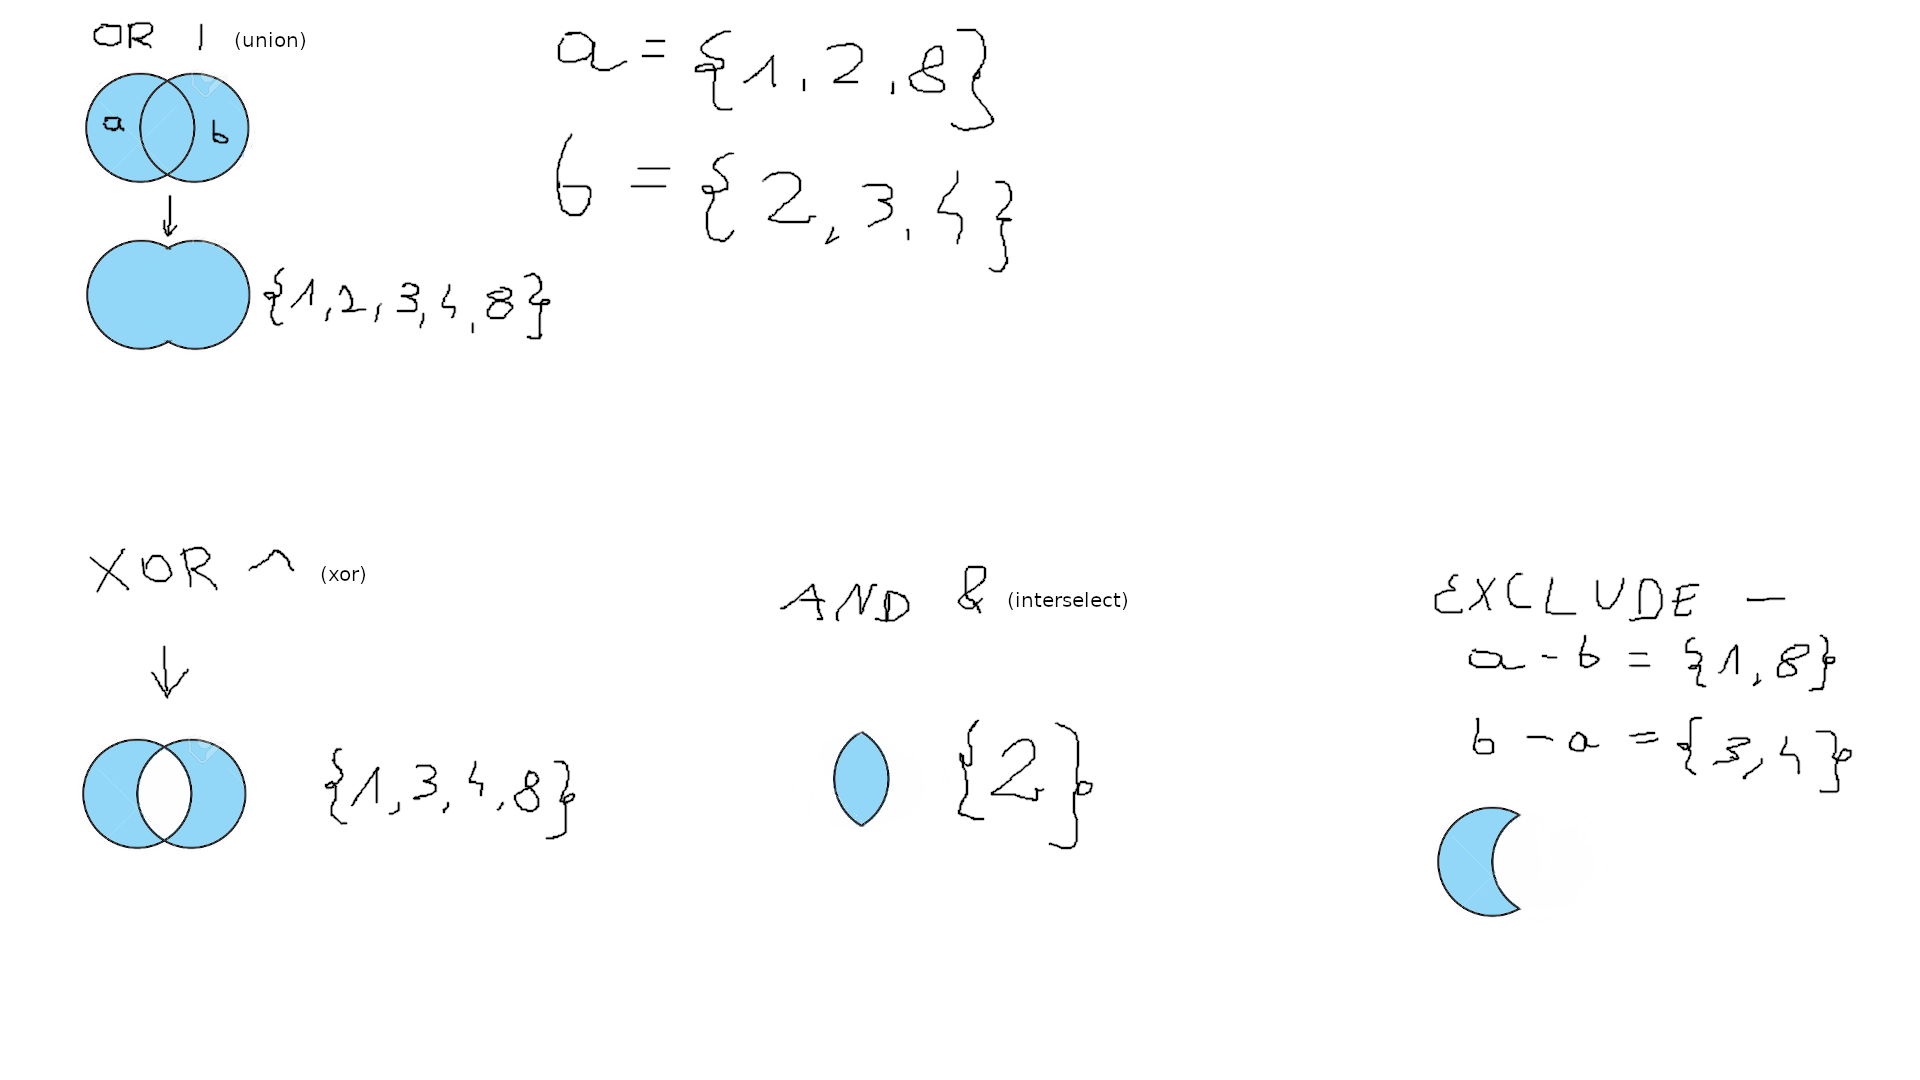 OR | (union)
a = {1, 2, 8}
b = {2, 3, 4}
a
b
{1, 2, 3, 4, 8}
XOR ^ (xor)
{1, 3, 4, 8}
AND & (interselect)
{2}
EXCLUDE -
a - b = {1, 8}
b - a = {3, 4}